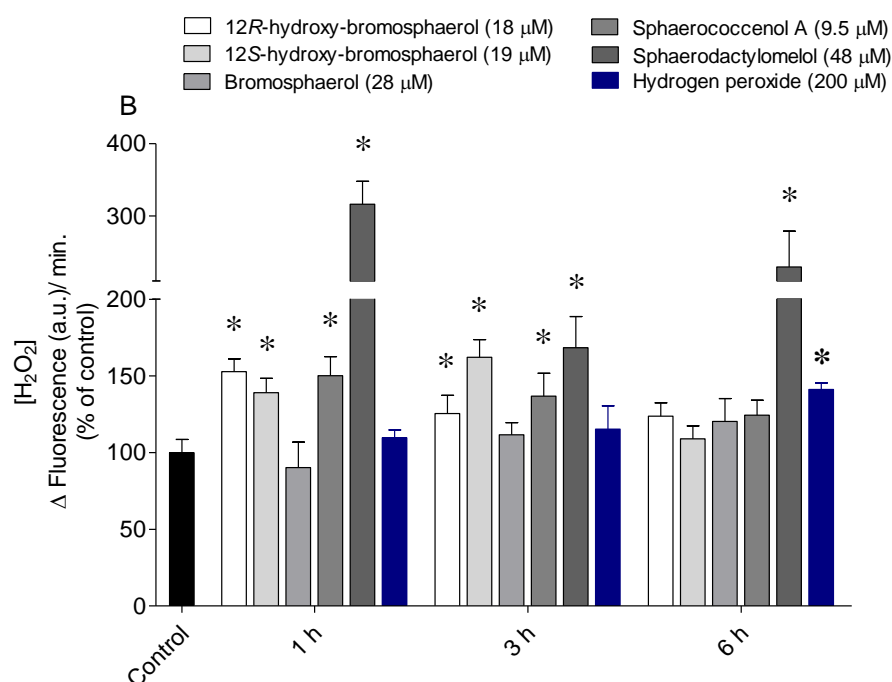 12R-hydroxy-bromosphaerol (18 μM)
12S-hydroxy-bromosphaerol (19 μM)
Bromosphaerol (28 μM)
Sphaerococcenol A (9.5 μM)
Sphaerodactylomelol (48 μM)
Hydrogen peroxide (200 μM)
B
[H₂O₂]
Δ Fluorescence (a.u.)/ min.
(% of control)
400
300
200
150
100
50
0
*
*
*
*
*
*
*
*
*
*
Control
1 h
3 h
6 h